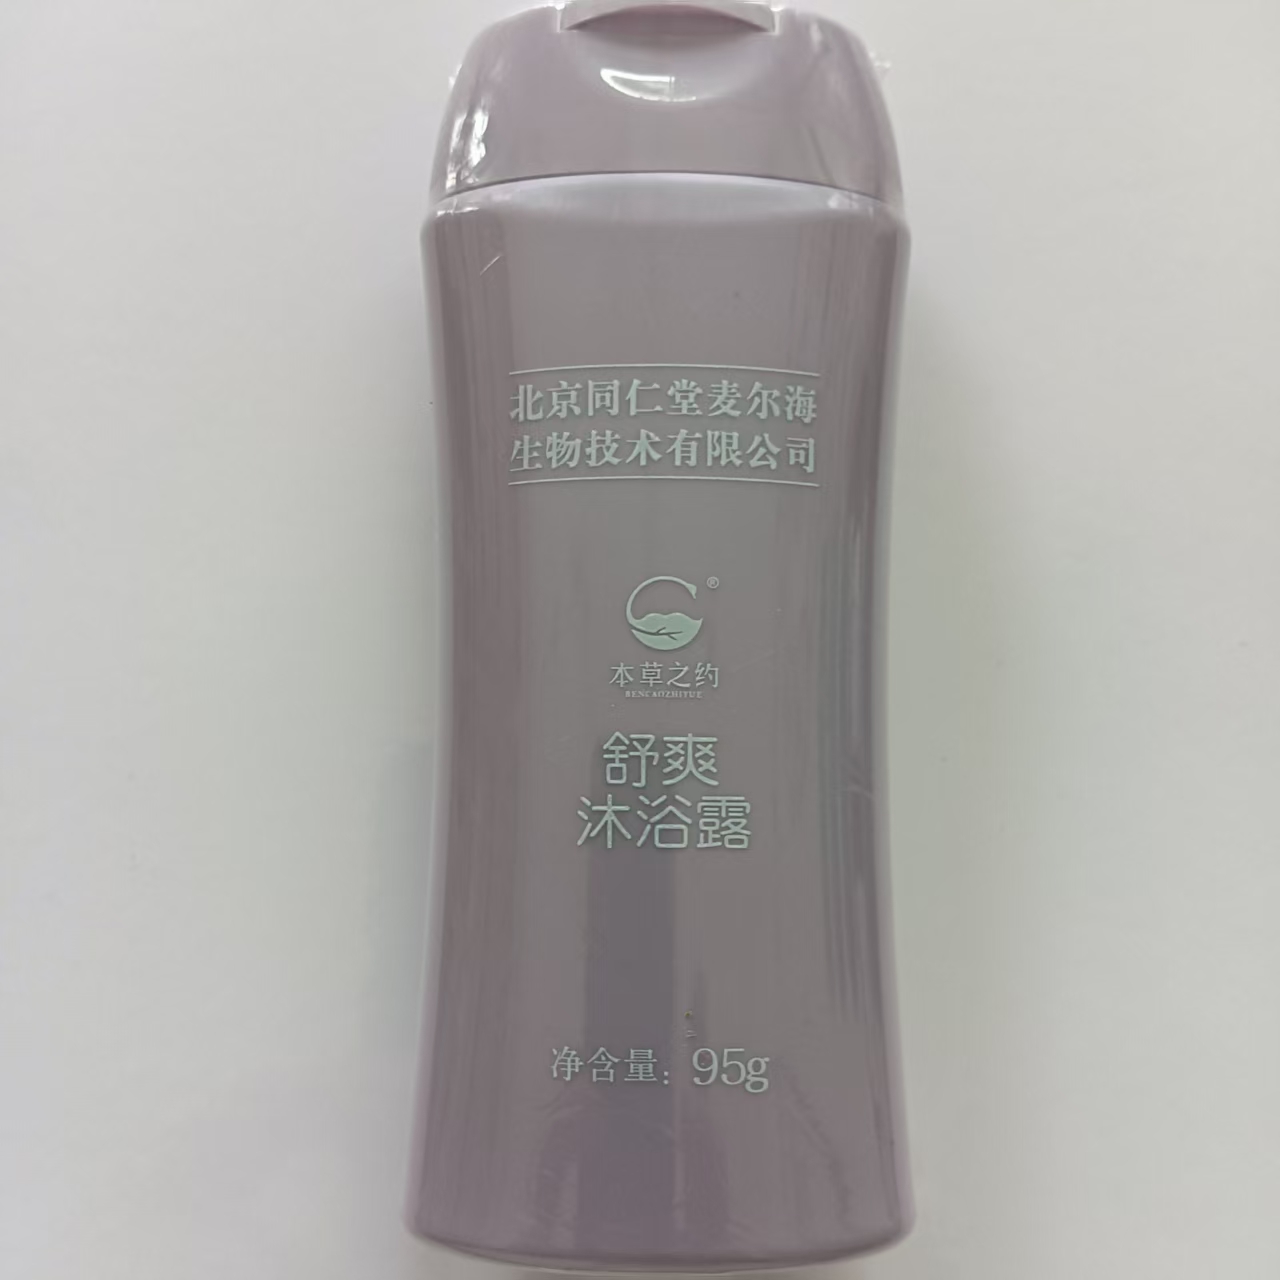 北京同仁堂麦尔海
生物技术有限公司
®
本草之约
BENCAOZHIYUE
舒爽
沐浴露
净含量：95g